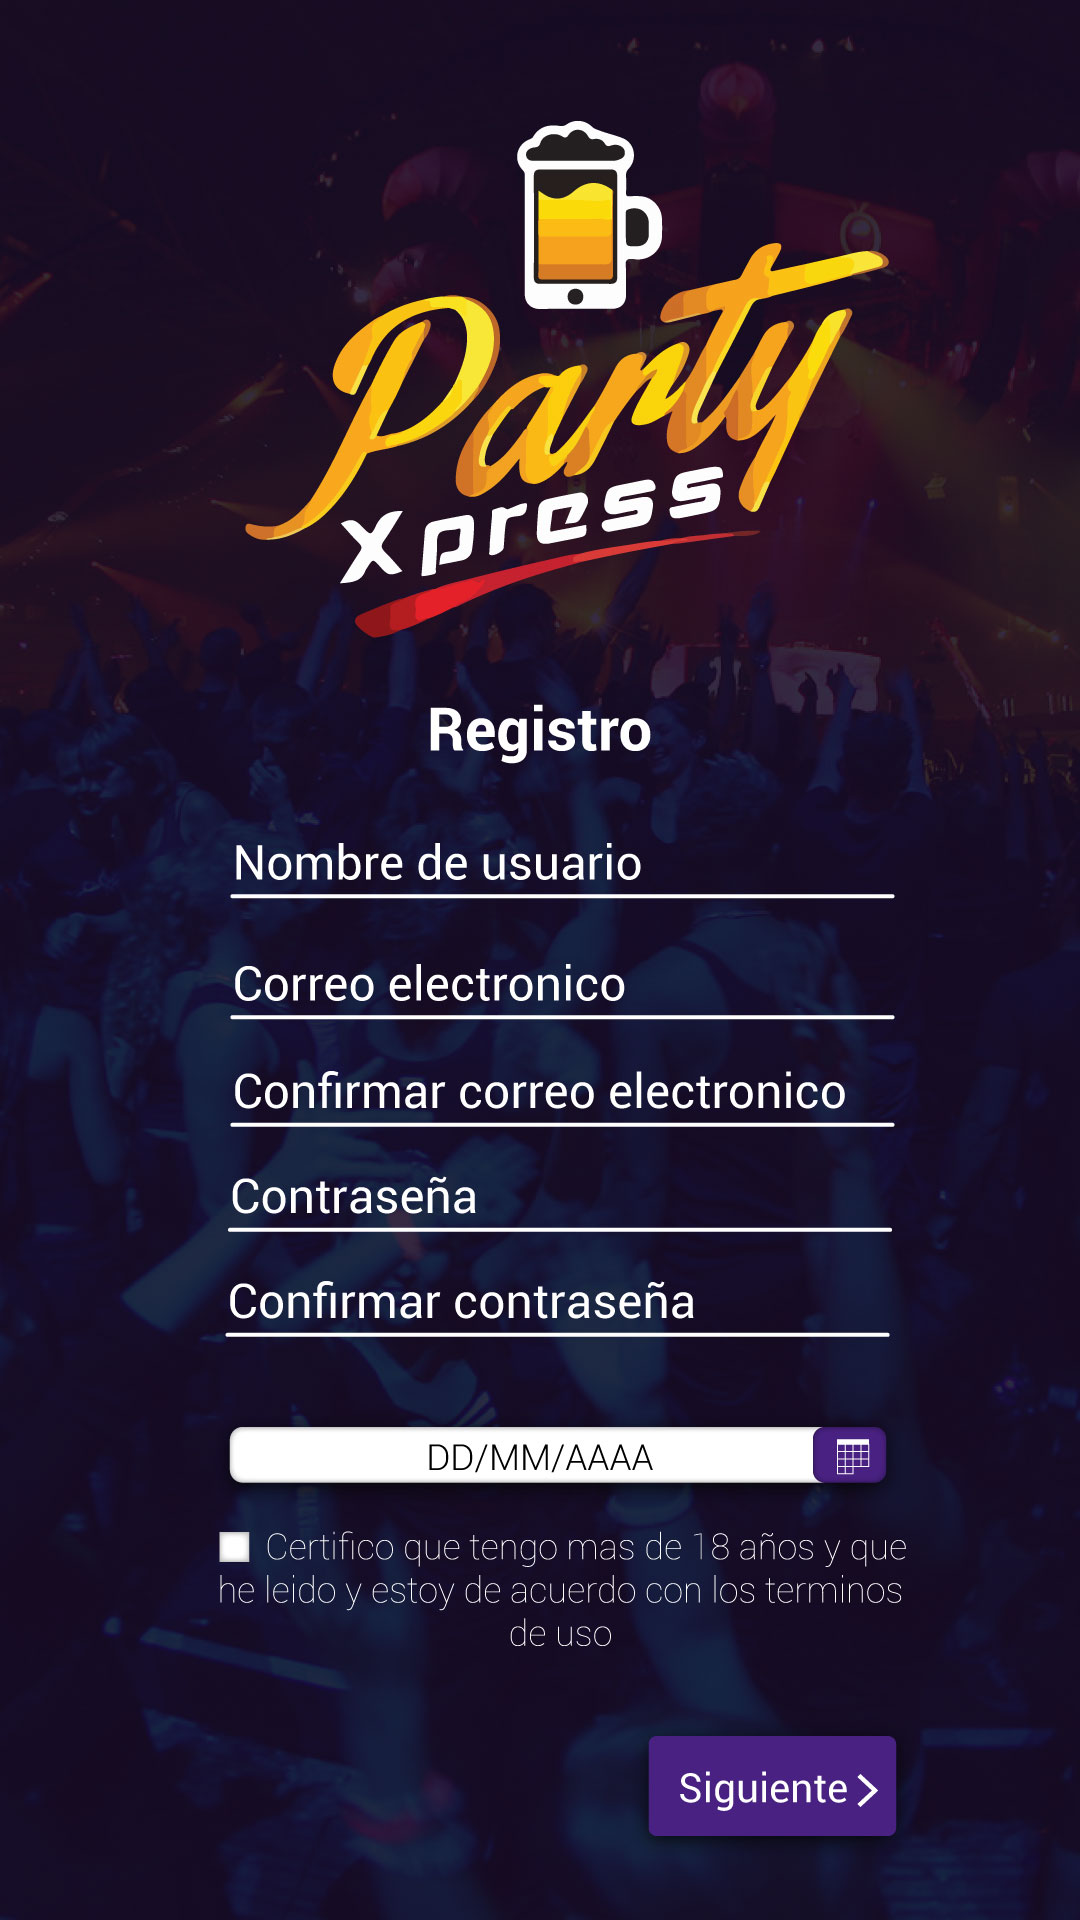 Party
Xpress
Registro
Nombre de usuario
Correo electronico
Confirmar correo electronico
Contraseña
Confirmar contraseña
DD/MM/AAAA
Certifico que tengo mas de 18 años y que
he leido y estoy de acuerdo con los terminos
de uso
Siguiente